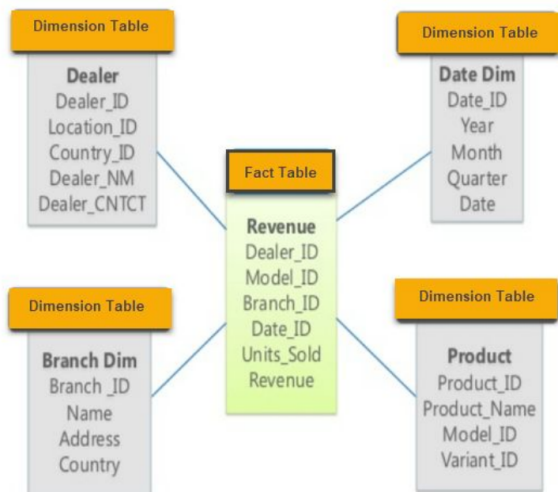 Dimension Table
Dealer
Dealer_ID
Location_ID
Country_ID
Dealer_NM
Dealer_CNTCT
Dimension Table
Date Dim
Date_ID
Year
Month
Quarter
Date
Fact Table
Revenue
Dealer_ID
Model_ID
Branch_ID
Date_ID
Units_Sold
Revenue
Dimension Table
Branch Dim
Branch _ID
Name
Address
Country
Dimension Table
Product
Product_ID
Product_Name
Model_ID
Variant_ID